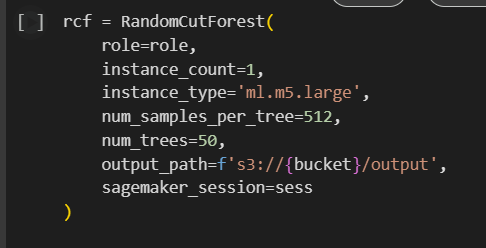 [ ] rcf = RandomCutForest(
    role=role,
    instance_count=1,
    instance_type='ml.m5.large',
    num_samples_per_tree=512,
    num_trees=50,
    output_path=f's3://{bucket}/output',
    sagemaker_session=sess
)